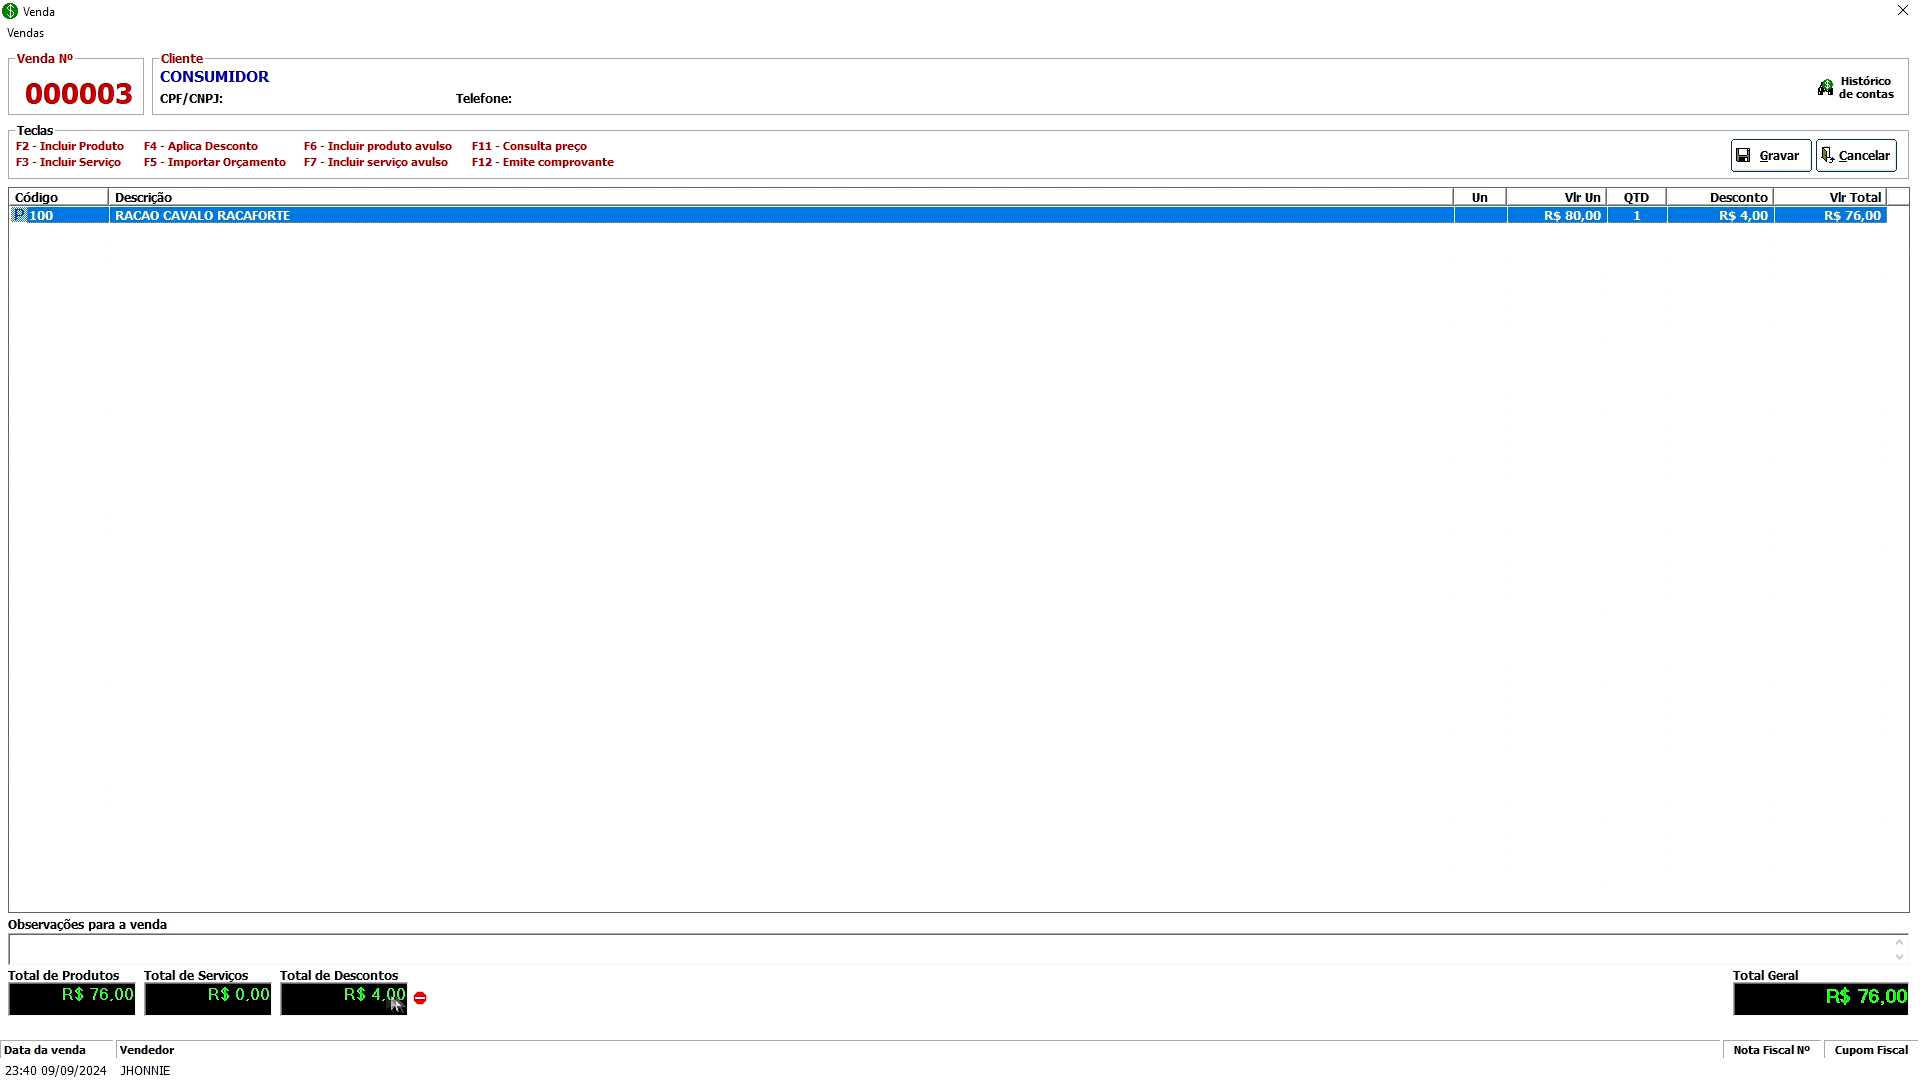 Venda
Vendas
Venda Nº
000003
Cliente
CONSUMIDOR
CPF/CNPJ: Telefone:
Histórico
de contas
Teclas
F2 - Incluir Produto F4 - Aplica Desconto F6 - Incluir produto avulso F11 - Consulta preço
F3 - Incluir Serviço F5 - Importar Orçamento F7 - Incluir serviço avulso F12 - Emite comprovante
Gravar Cancelar
Código Descrição Un Vlr Un QTD Desconto Vlr Total
P 100 RACAO CAVALO RACAFORTE R$ 80,00 1 R$ 4,00 R$ 76,00
Observações para a venda
Total de Produtos Total de Serviços Total de Descontos Total Geral
R$ 76,00 R$ 0,00 R$ 4,00 R$ 76,00
Data da venda Vendedor Nota Fiscal Nº Cupom Fiscal
23:40 09/09/2024 JHONNIE